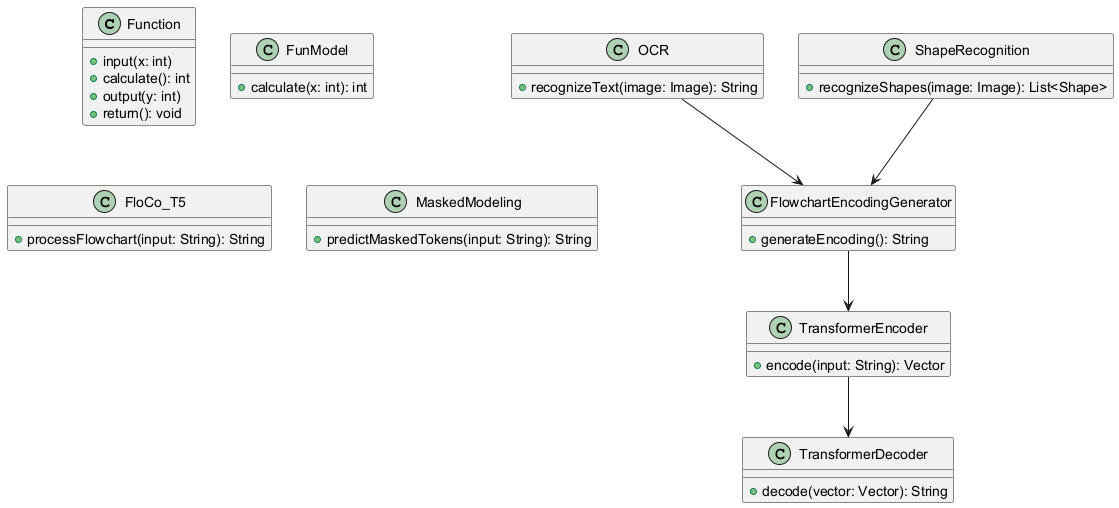 Function
+ input(x: int)
+ calculate(): int
+ output(y: int)
+ return(): void
FunModel
+ calculate(x: int): int
OCR
+ recognizeText(image: Image): String
ShapeRecognition
+ recognizeShapes(image: Image): List<Shape>
FloCo_T5
+ processFlowchart(input: String): String
MaskedModeling
+ predictMaskedTokens(input: String): String
FlowchartEncodingGenerator
+ generateEncoding(): String
TransformerEncoder
+ encode(input: String): Vector
TransformerDecoder
+ decode(vector: Vector): String